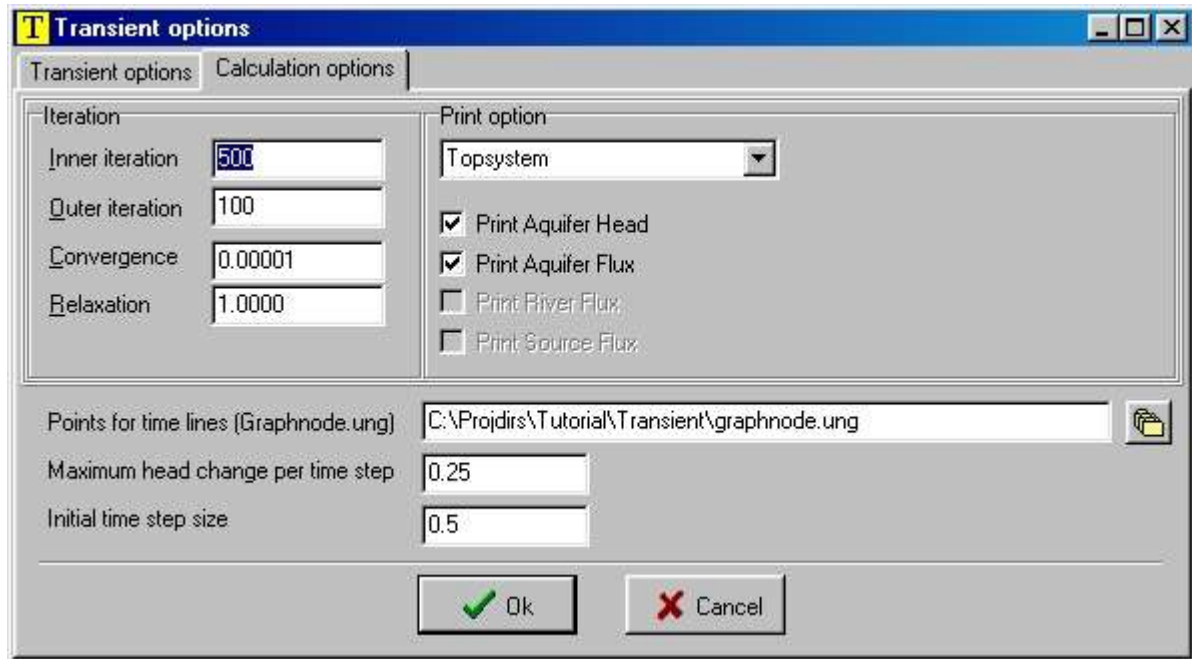 T Transient options
Transient options Calculation options
Iteration
Inner iteration 500
Outer iteration 100
Convergence 0.00001
Relaxation 1.0000
Print option
Topsystem
Print Aquifer Head
Print Aquifer Flux
Print River Flux
Print Source Flux
Points for time lines (Graphnode.ung) C:\Projdirs\Tutorial\Transient\graphnode.ung
Maximum head change per time step 0.25
Initial time step size 0.5
Ok Cancel